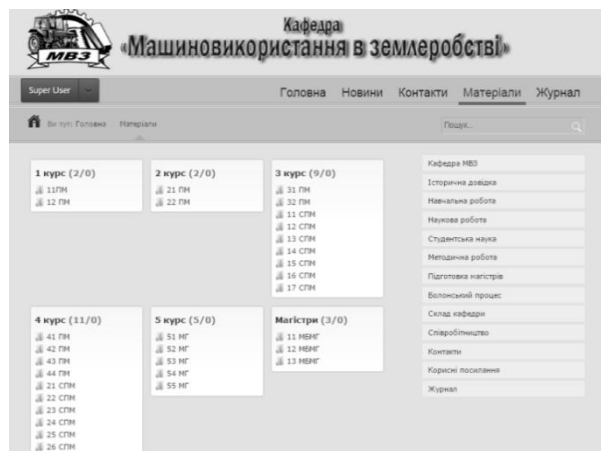 Кафедра
«Машиновикористання в землеробстві»
МВЗ
Super User
Головна Новини Контакти Матеріали Журнал
Ви тут: Головна Матеріали
Пошук...
1 курс (2/0)
11ПМ
12 ПМ
2 курс (2/0)
21 ПМ
22 ПМ
3 курс (9/0)
31 ПМ
32 ПМ
11 СПМ
12 СПМ
13 СПМ
14 СПМ
15 СПМ
16 СПМ
17 СПМ
4 курс (11/0)
41 ПМ
42 ПМ
43 ПМ
44 ПМ
21 СПМ
22 СПМ
23 СПМ
24 СПМ
25 СПМ
26 СПМ
5 курс (5/0)
51 МГ
52 МГ
53 МГ
54 МГ
55 МГ
Магістри (3/0)
11 МБМГ
12 МБМГ
13 МБМГ
Кафедра МВЗ
Історична довідка
Навчальна робота
Наукова робота
Студентська наука
Методична робота
Підготовка магістрів
Болонський процес
Склад кафедри
Співробітництво
Контакти
Корисні посилання
Журнал